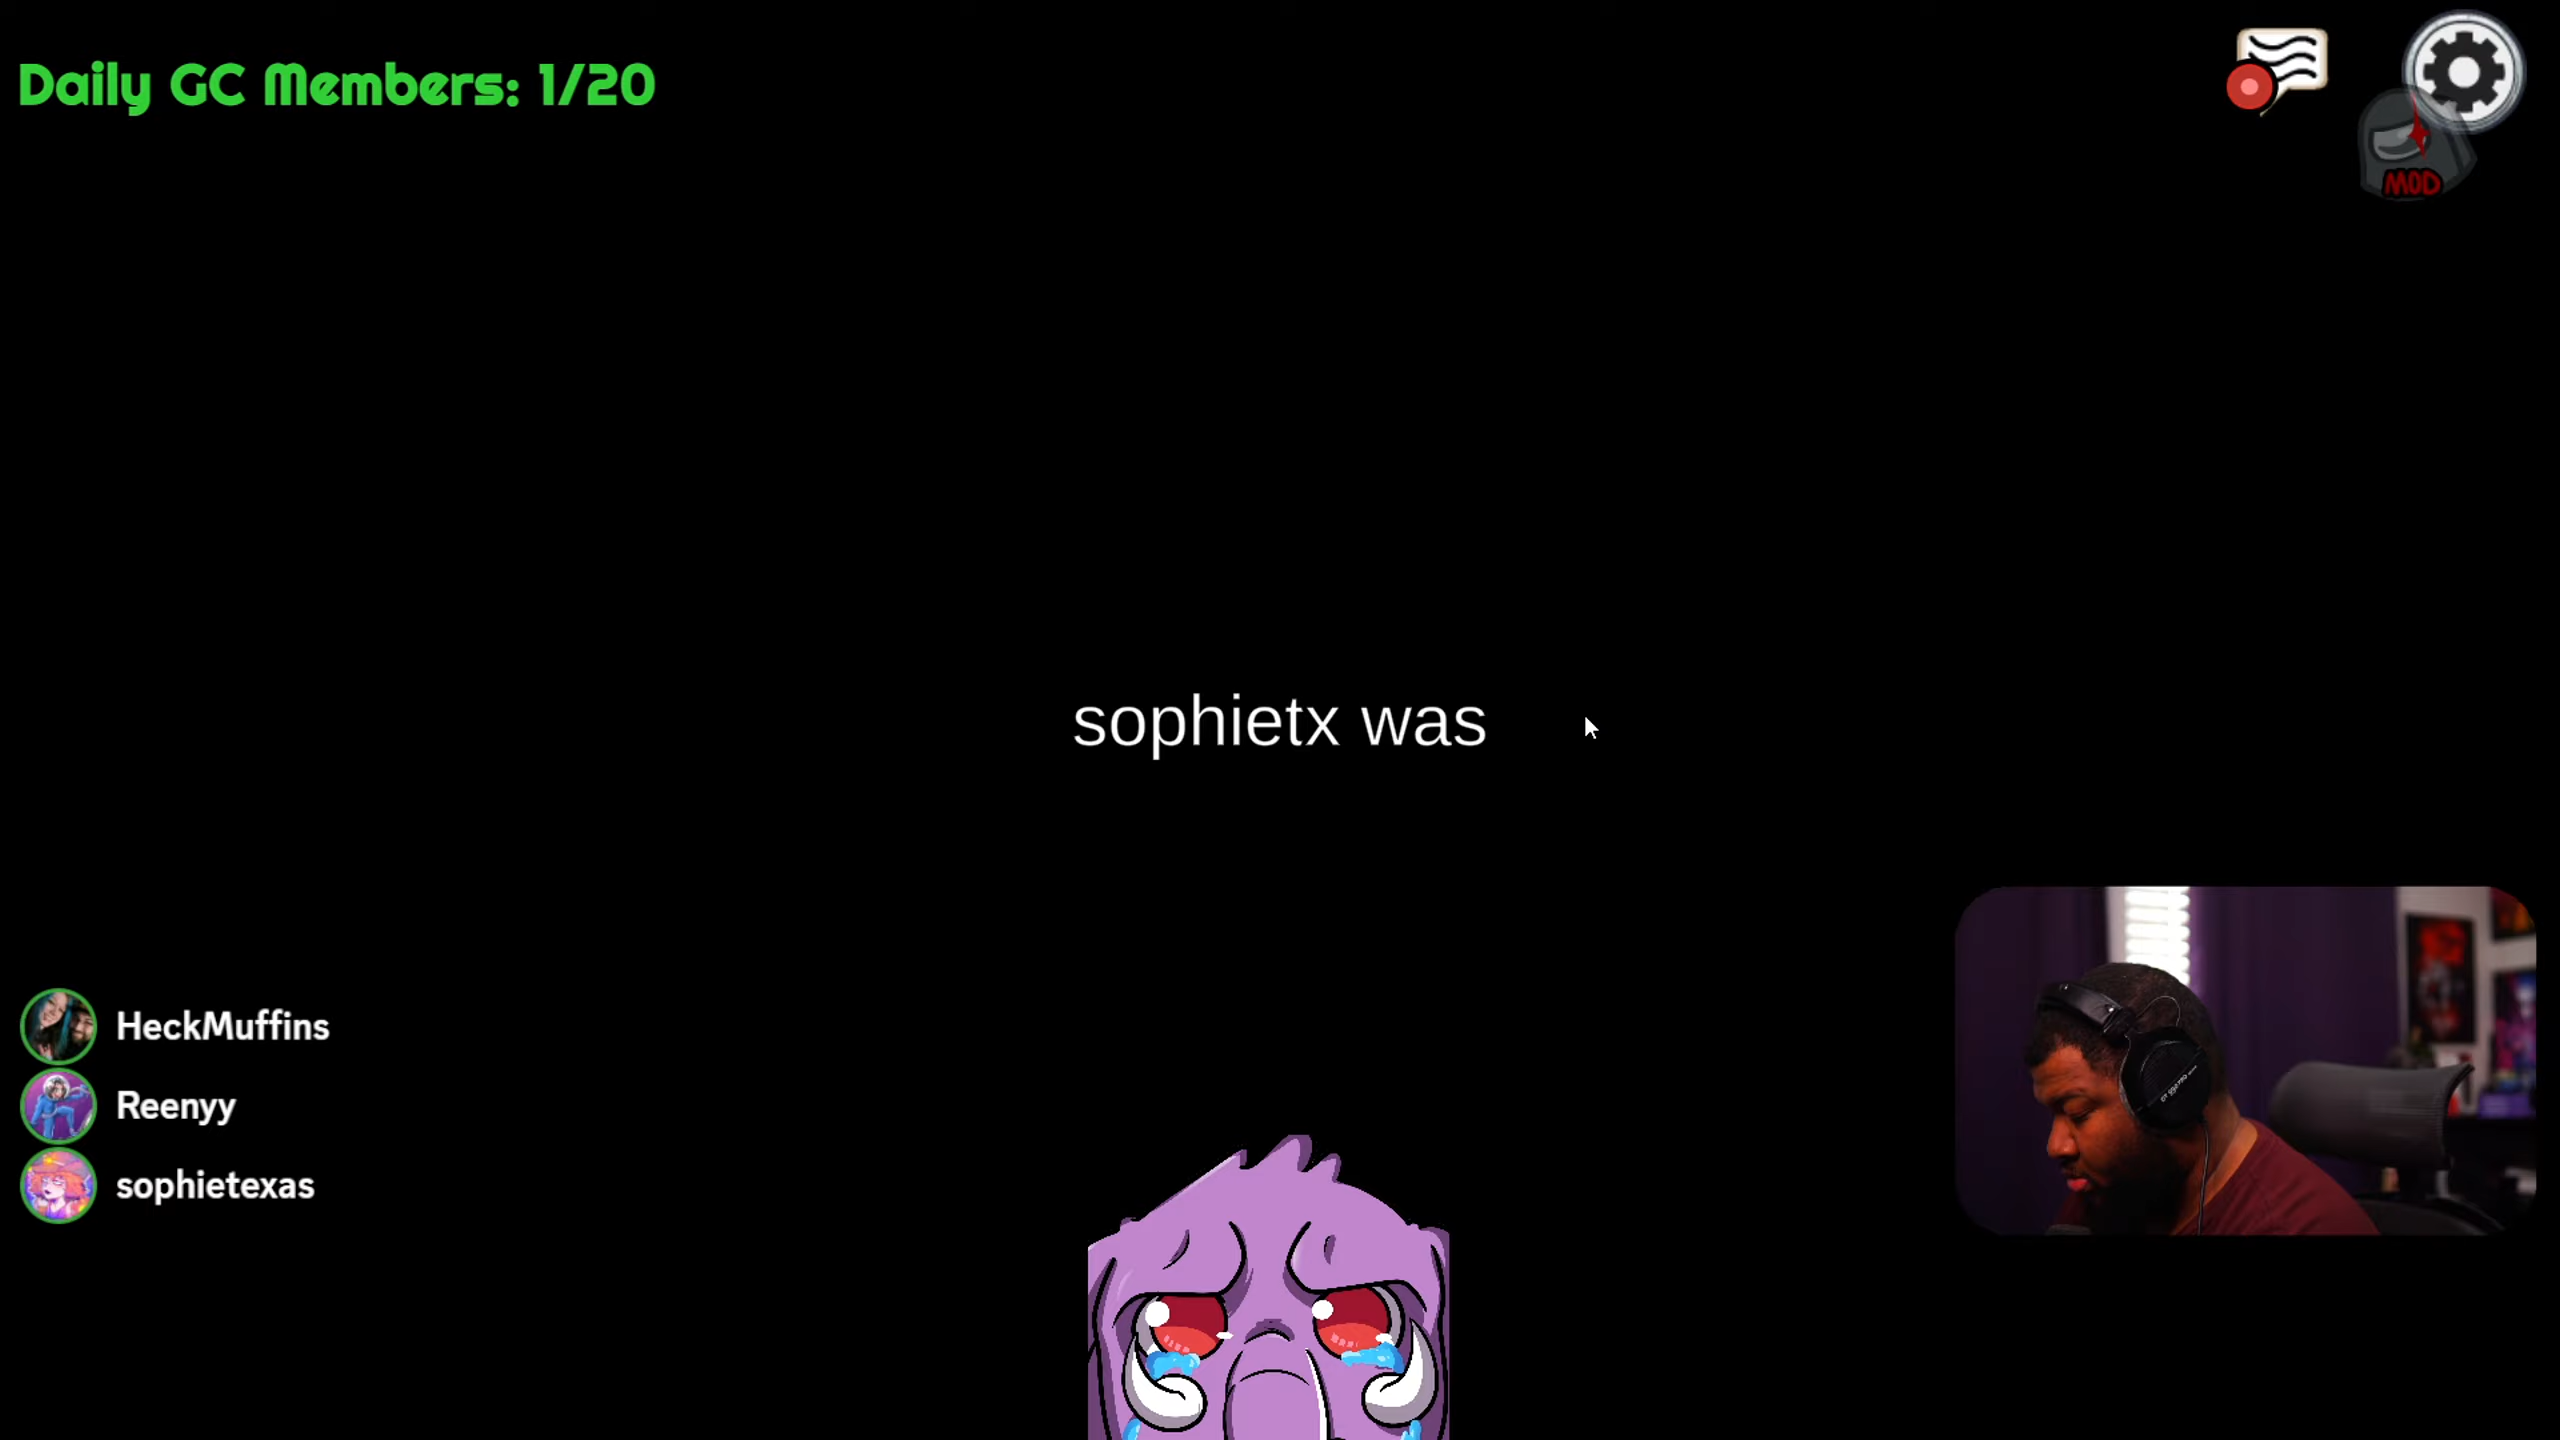 Daily GC Members: 1/20
MOD
sophietx was
HeckMuffins
Reenyy
sophietexas